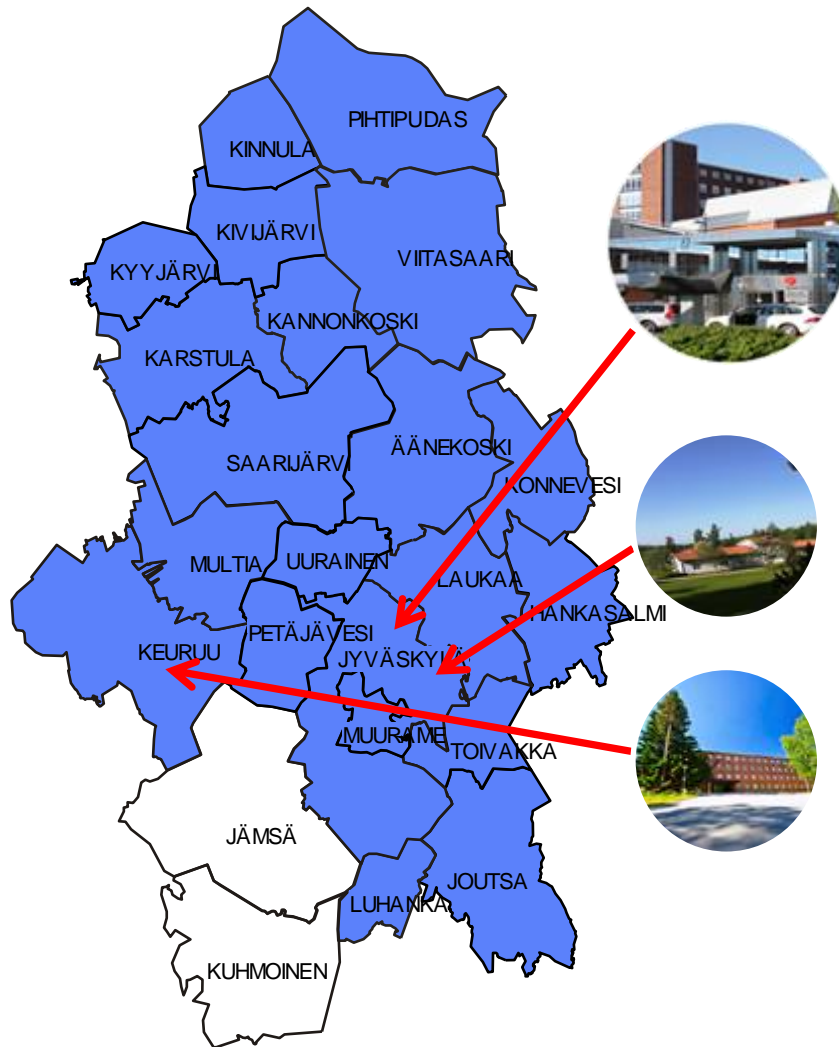 PIHTIPUDAS
KINNULA
KIVIJÄRVI
VIITASAARI
KYYJÄRVI
KANNONKOSKI
KARSTULA
ÄÄNEKOSKI
SAARIJÄRVI
KONNEVESI
UURAINEN
MULTIA
LAUKAA
HANKASALMI
PETÄJÄVESI
KEURUU
JYVÄSKYLÄ
MUURAME
TOIVAKKA
JÄMSÄ
JOUTSA
LUHANKA
KUHMOINEN